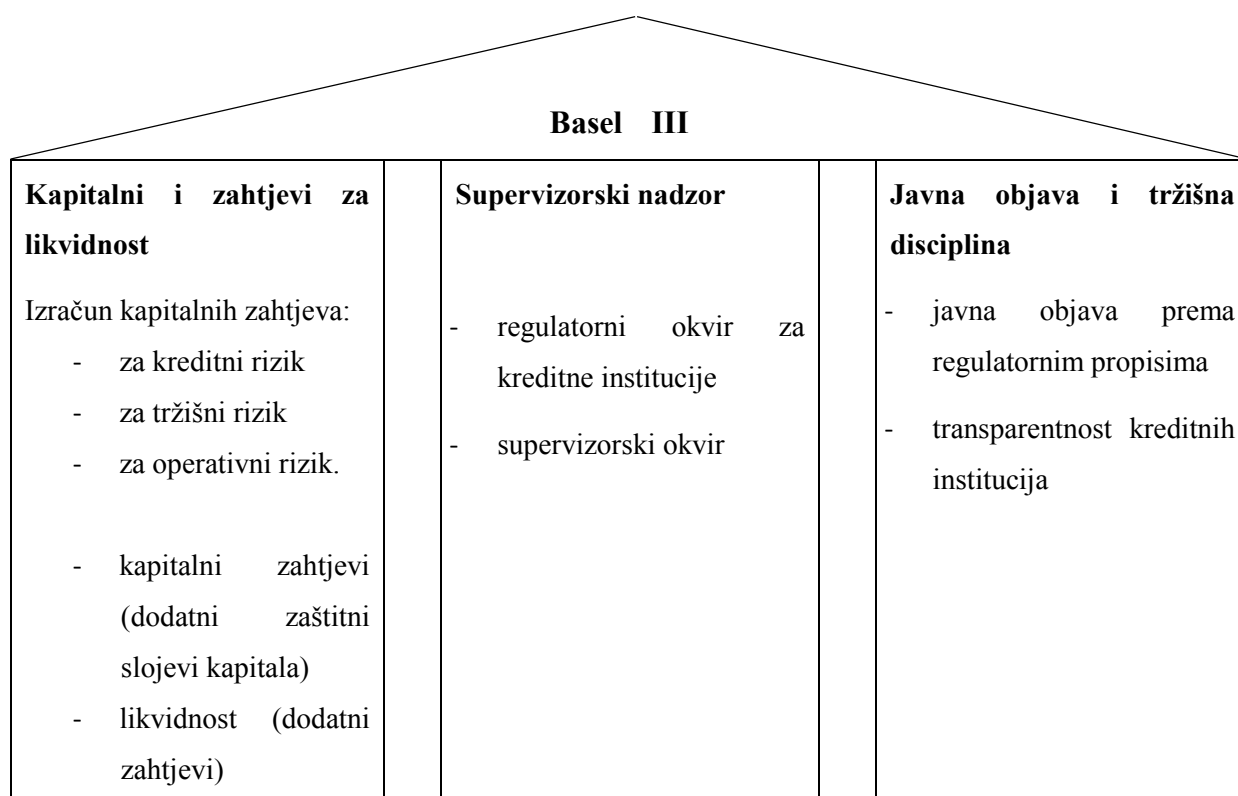 Basel III
Kapitalni i zahtjevi za
likvidnost
Izračun kapitalnih zahtjeva:
- za kreditni rizik
- za tržišni rizik
- za operativni rizik.
- kapitalni zahtjevi
(dodatni zaštitni
slojevi kapitala)
- likvidnost (dodatni
zahtjevi)
Supervizorski nadzor
- regulatorni okvir za
kreditne institucije
- supervizorski okvir
Javna objava i tržišna
disciplina
- javna objava prema
regulatornim propisima
- transparentnost kreditnih
institucija